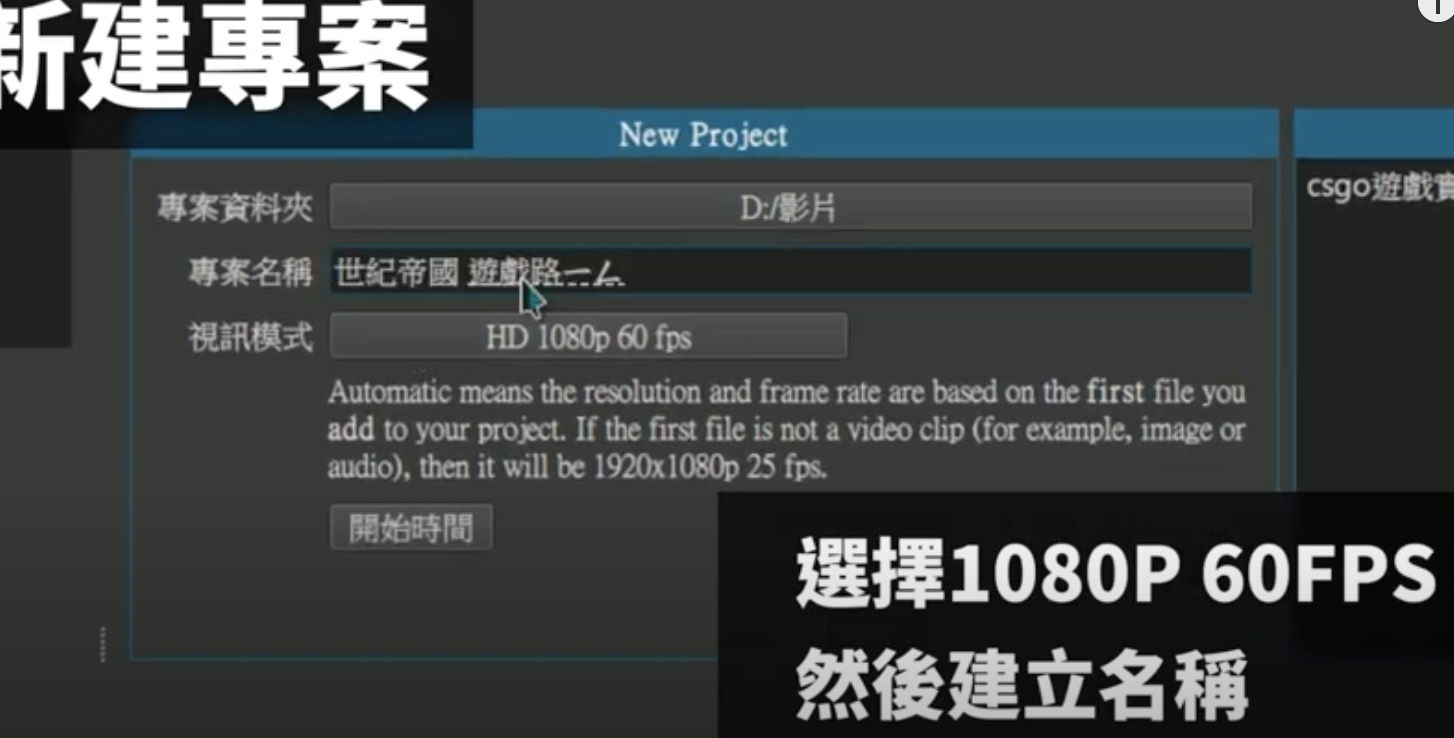 新建專案
New Project
專案資料夾 D:/影片
csgo遊戲實
專案名稱 世紀帝國 遊戲路ㄧㄥ
視訊模式 HD 1080p 60 fps
Automatic means the resolution and frame rate are based on the first file you
add to your project. If the first file is not a video clip (for example, image or
audio), then it will be 1920x1080p 25 fps.
開始時間
選擇1080P 60FPS
然後建立名稱